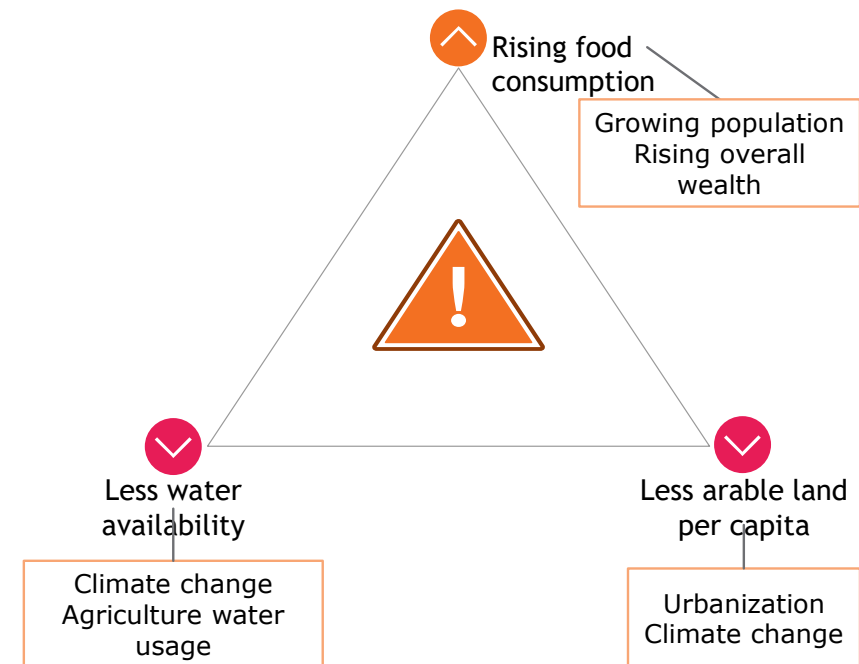 Rising food
consumption
Growing population
Rising overall
wealth
!
Less water
availability
Climate change
Agriculture water
usage
Less arable land
per capita
Urbanization
Climate change